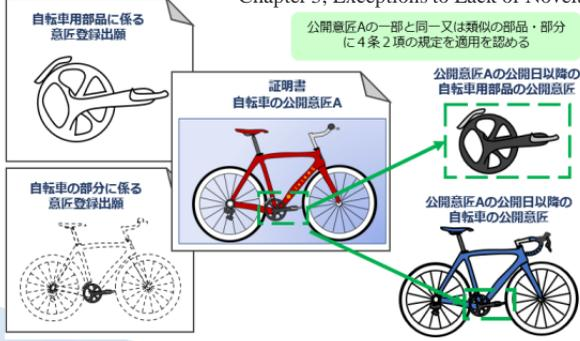 Chapter 3, Exceptions to Lack of
公開意匠Aの一部と同一又は類似の部品・部分
に４条２項の規定を適用を認める
自転車用部品に係る
意匠登録出願
証明書
自転車の公開意匠A
公開意匠Aの公開日以降の
自転車用部品の公開意匠
自転車の部分に係る
意匠登録出願
公開意匠Aの公開日以降の
自転車の公開意匠